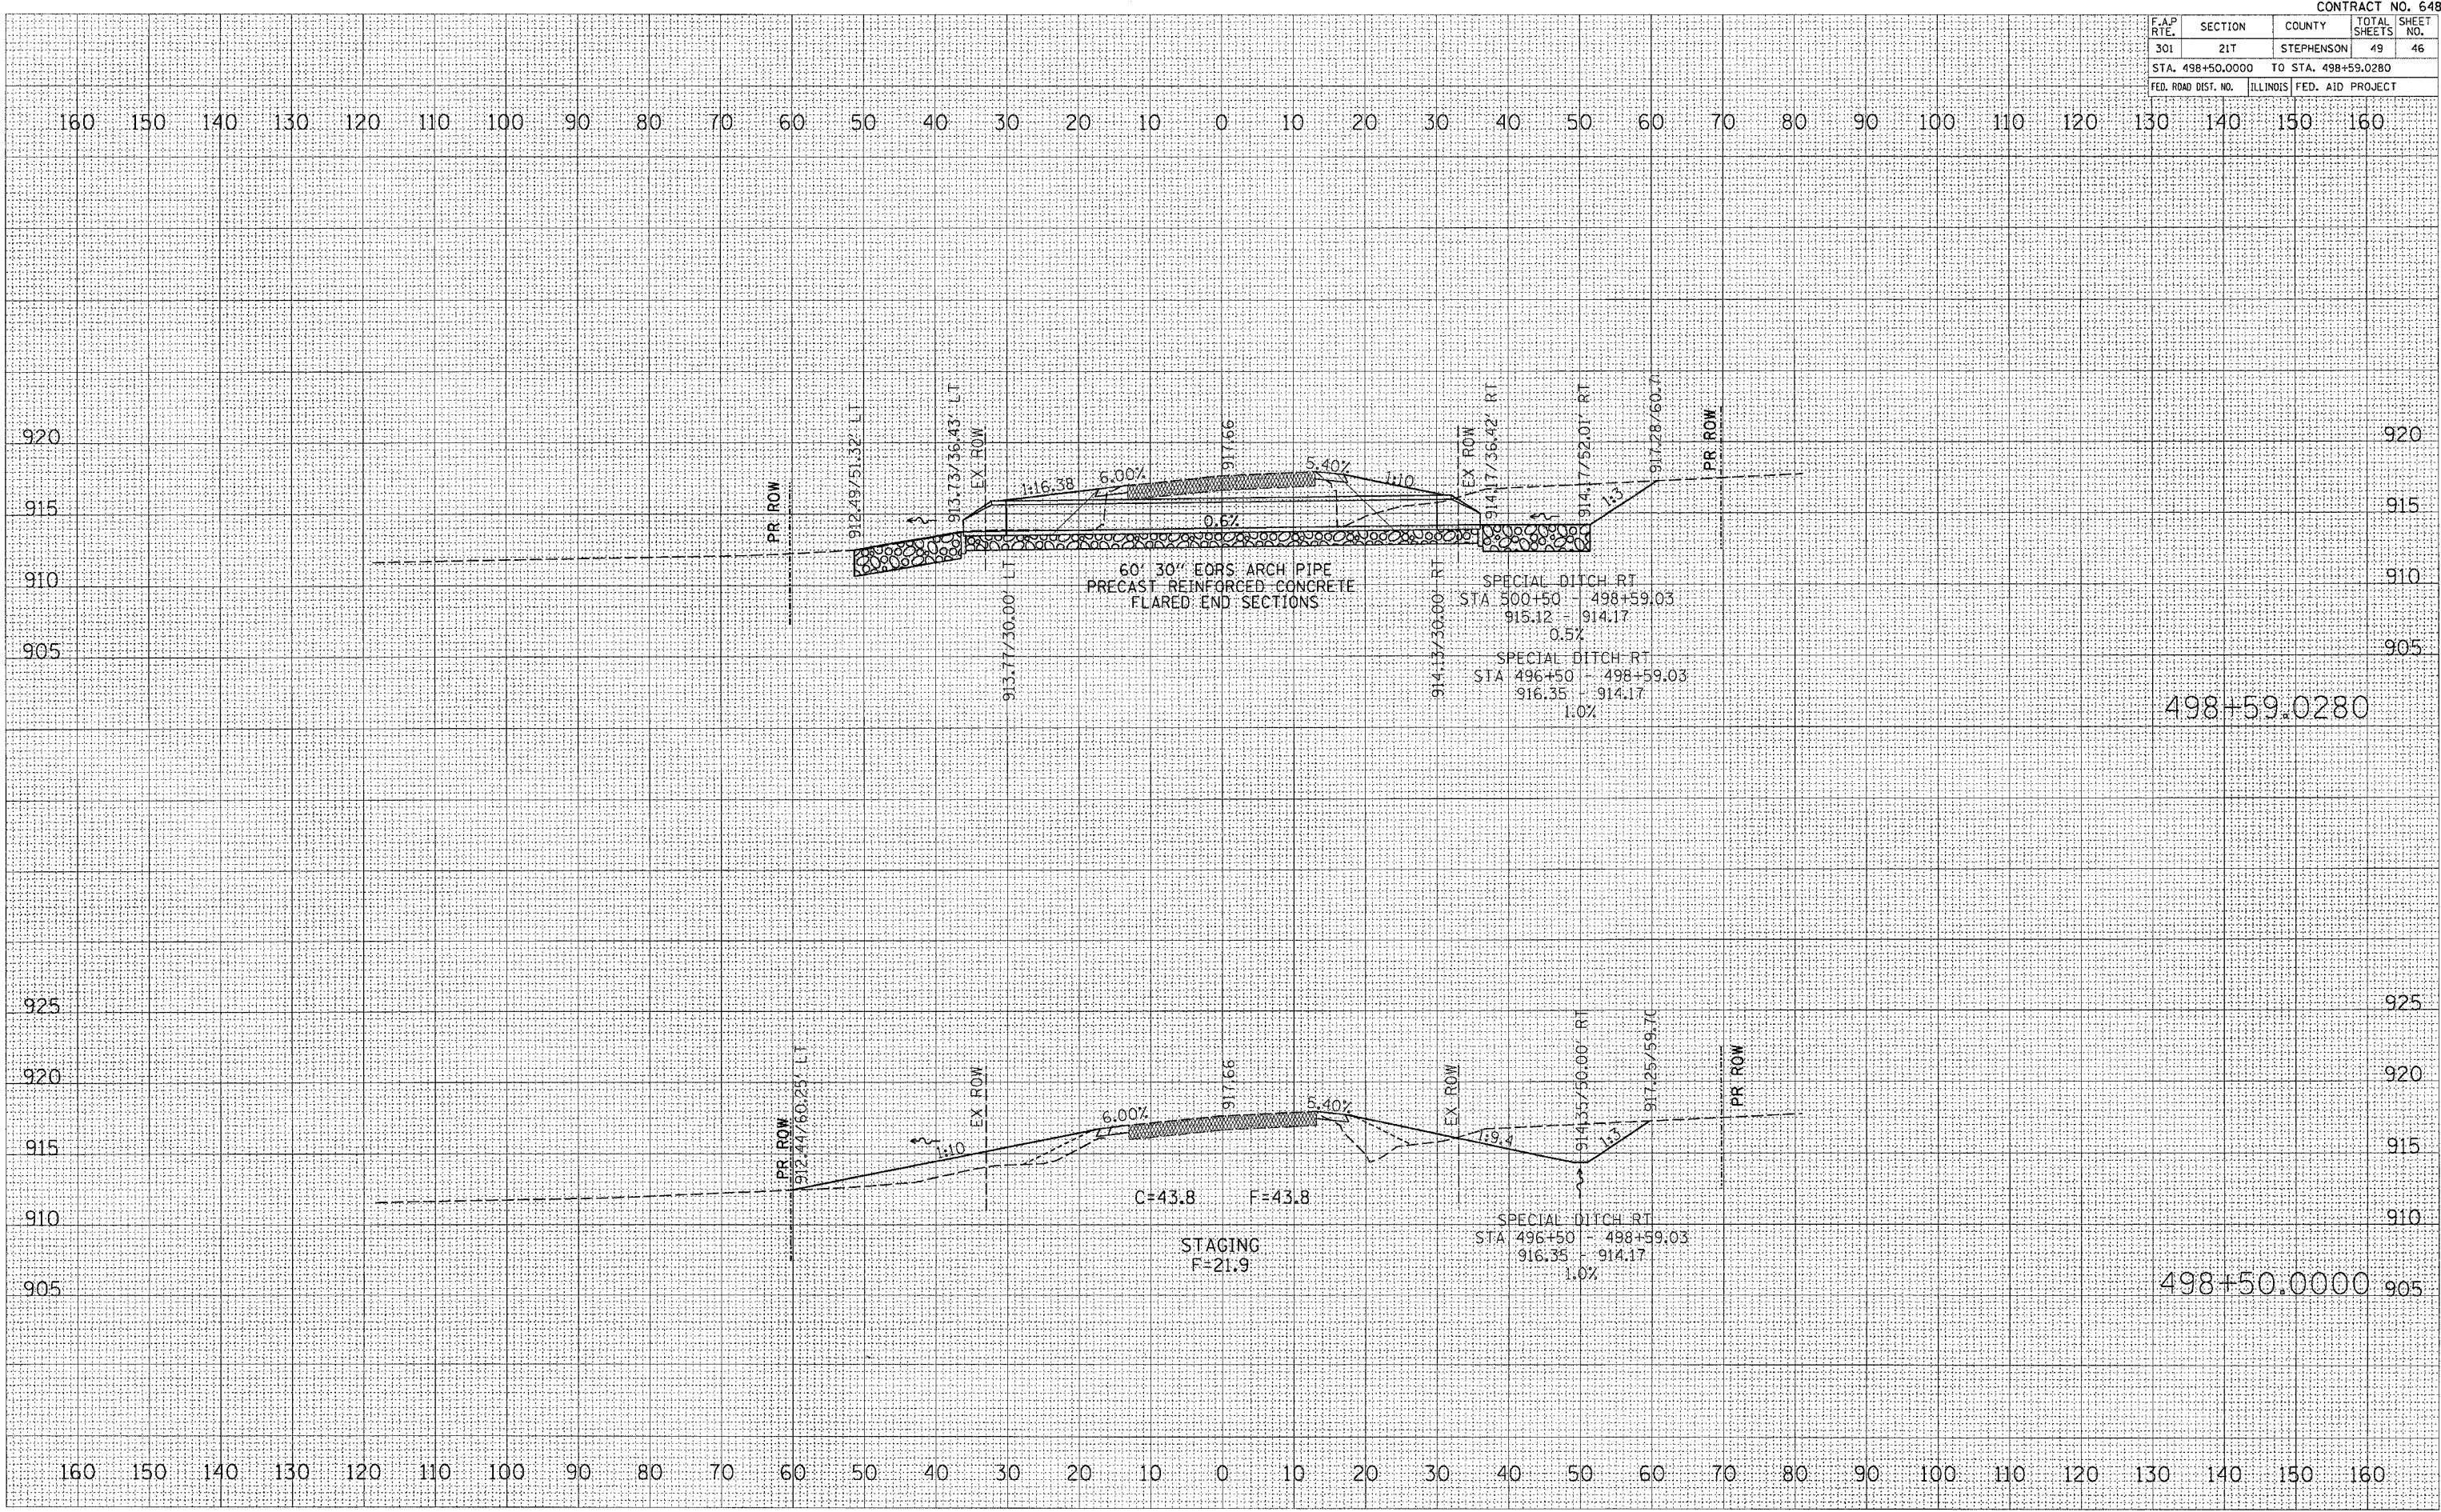 CONTRACT NO. 648
F.A.P RTE. SECTION COUNTY TOTAL SHEETS SHEET NO.
301 21T STEPHENSON 49 46
STA. 498+50.0000 TO STA. 498+59.0280
FED. ROAD DIST. NO. ILLINOIS FED. AID PROJECT
160 150 140 130 120 110 100 90 80 70 60 50 40 30 20 10 0 10 20 30 40 50 60 70 80 90 100 110 120 130 140 150 160
920 920
915 915
910 910
905 905
PR ROW
912.49/51.32' LT
913.73/36.43' LT
EX ROW
1:16.38
6.00%
917.66
5.40%
1:10
EX ROW
914.17/36.42' RT
914.17/52.01' RT
1:3
917.28/60.71
PR ROW
0.6%
60' 30" EQRS ARCH PIPE
PRECAST REINFORCED CONCRETE
FLARED END SECTIONS
913.77/30.00' LT
914.13/30.00' RT
SPECIAL DITCH RT
STA 500+50 - 498+59.03
915.12 - 914.17
0.5%
SPECIAL DITCH RT
STA 496+50 - 498+59.03
916.35 - 914.17
1.0%
498+59.0280
925 925
920 920
915 915
910 910
905 905
PR ROW
912.44/60.25' LT
EX ROW
1:10
6.00%
917.66
5.40%
EX ROW
1:9.4
914.35/50.00' RT
1:3
917.25/59.70
PR ROW
C=43.8 F=43.8
STAGING
F=21.9
SPECIAL DITCH RT
STA 496+50 - 498+59.03
916.35 - 914.17
1.0%
498+50.0000
160 150 140 130 120 110 100 90 80 70 60 50 40 30 20 10 0 10 20 30 40 50 60 70 80 90 100 110 120 130 140 150 160